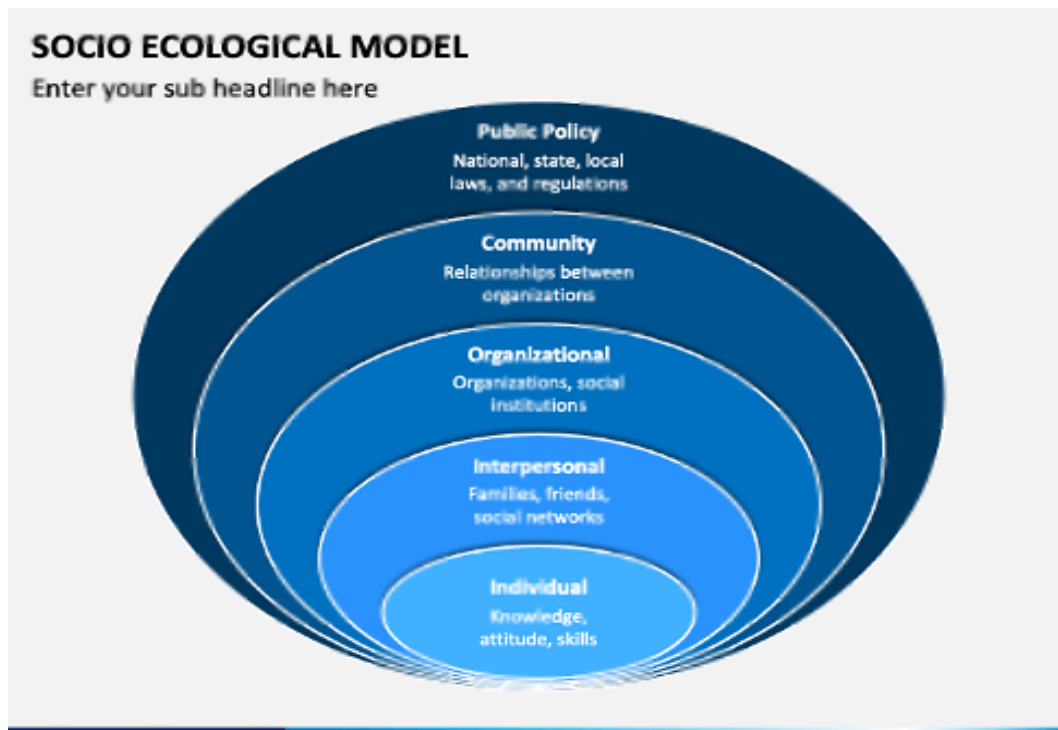 SOCIO ECOLOGICAL MODEL
Enter your sub headline here
Public Policy
National, state, local
laws, and regulations
Community
Relationships between
organizations
Organizational
Organizations, social
institutions
Interpersonal
Families, friends,
social networks
Individual
Knowledge,
attitude, skills